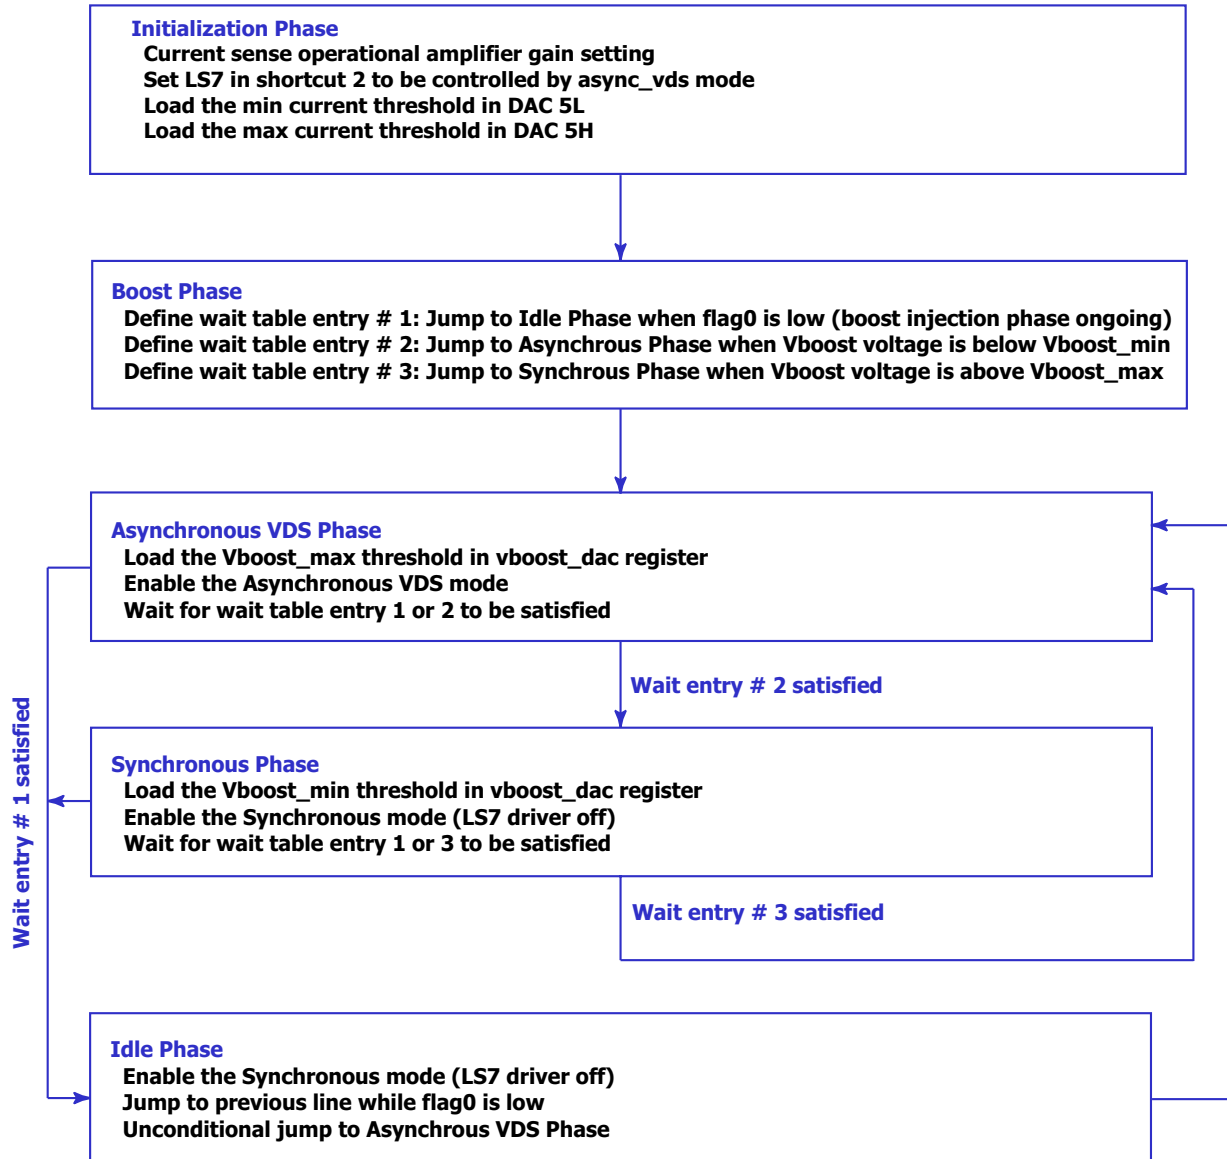 Initialization Phase
Current sense operational amplifier gain setting
Set LS7 in shortcut 2 to be controlled by async_vds mode
Load the min current threshold in DAC 5L
Load the max current threshold in DAC 5H
Boost Phase
Define wait table entry # 1: Jump to Idle Phase when flag0 is low (boost injection phase ongoing)
Define wait table entry # 2: Jump to Asynchrous Phase when Vboost voltage is below Vboost_min
Define wait table entry # 3: Jump to Synchrous Phase when Vboost voltage is above Vboost_max
Asynchronous VDS Phase
Load the Vboost_max threshold in vboost_dac register
Enable the Asynchronous VDS mode
Wait for wait table entry 1 or 2 to be satisfied
Wait entry # 2 satisfied
Wait entry # 1 satisfied
Synchronous Phase
Load the Vboost_min threshold in vboost_dac register
Enable the Synchronous mode (LS7 driver off)
Wait for wait table entry 1 or 3 to be satisfied
Wait entry # 3 satisfied
Idle Phase
Enable the Synchronous mode (LS7 driver off)
Jump to previous line while flag0 is low
Unconditional jump to Asynchrous VDS Phase